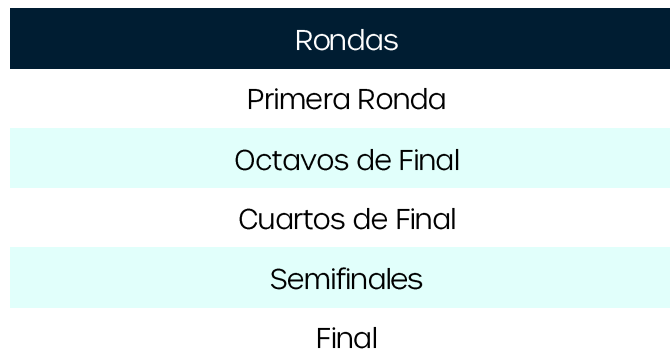 Rondas
Primera Ronda
Octavos de Final
Cuartos de Final
Semifinales
Final